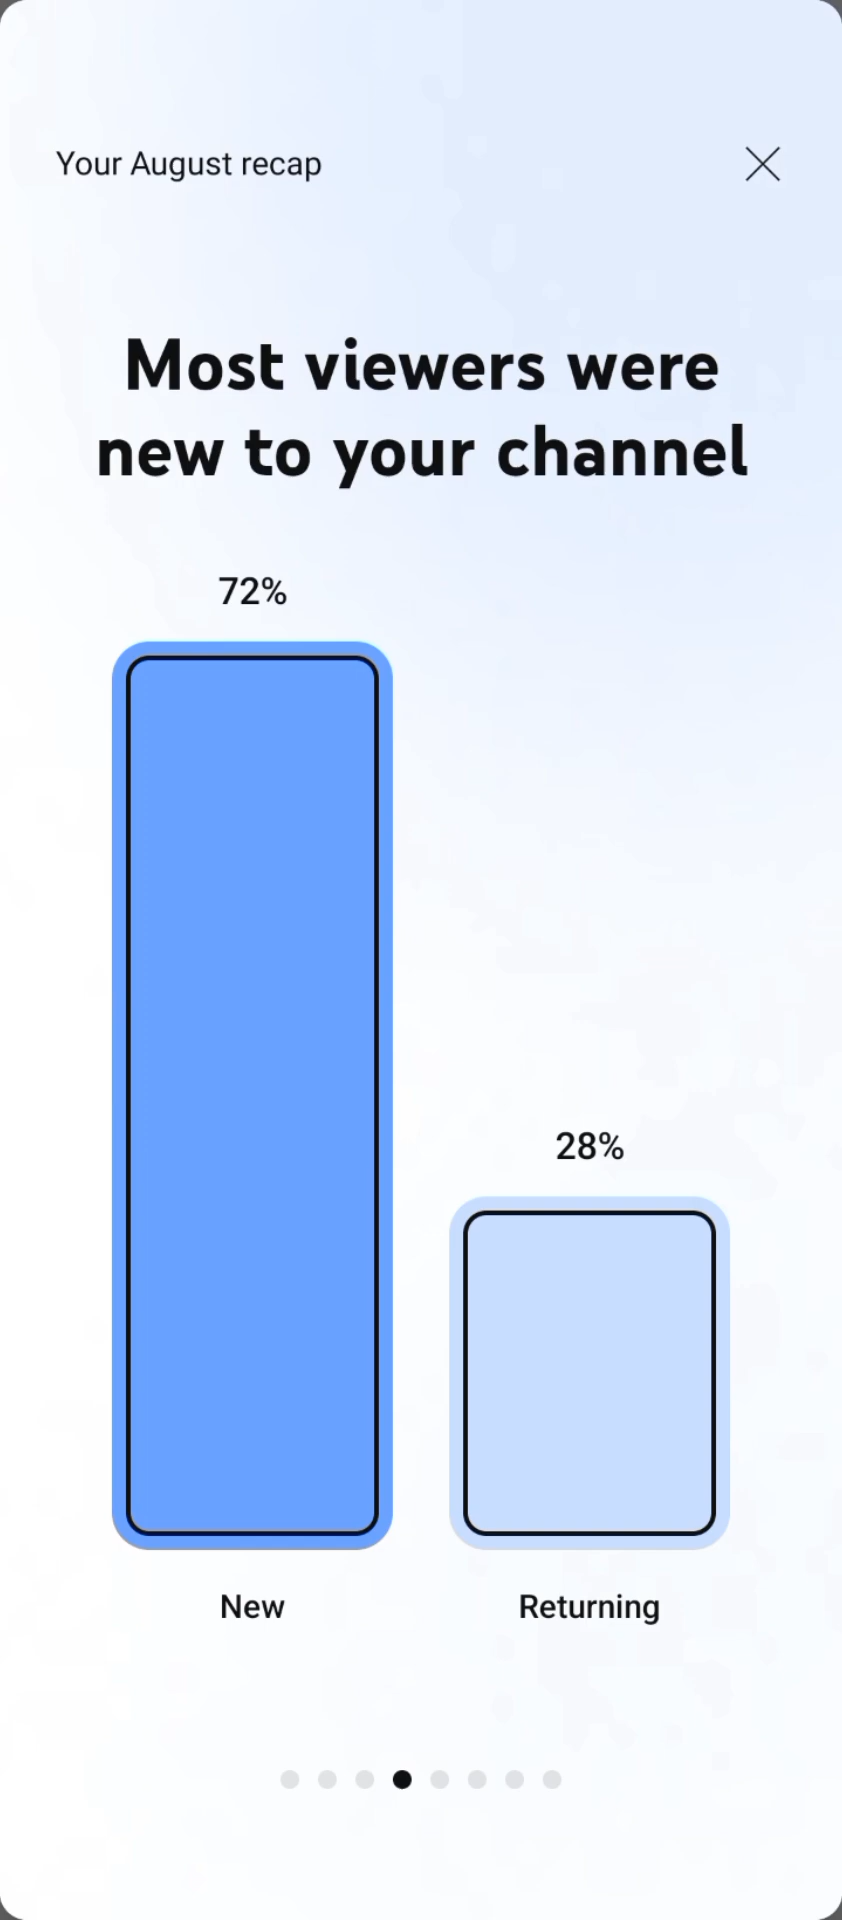 Your August recap
Most viewers were
new to your channel
72%
28%
New
Returning